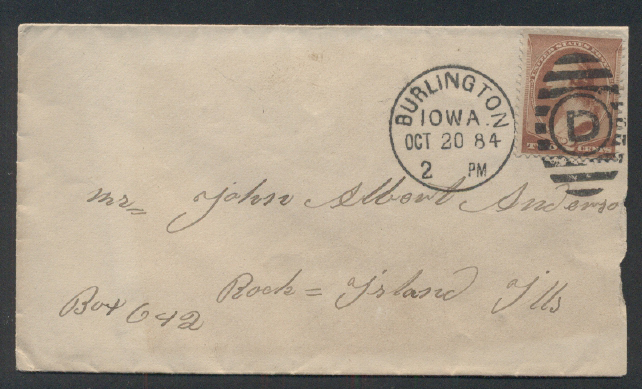 BURLINGTON
IOWA.
OCT 20 84
2 PM
D
Mr= John Albert Anderso
Rock = Island Ills
Box 642